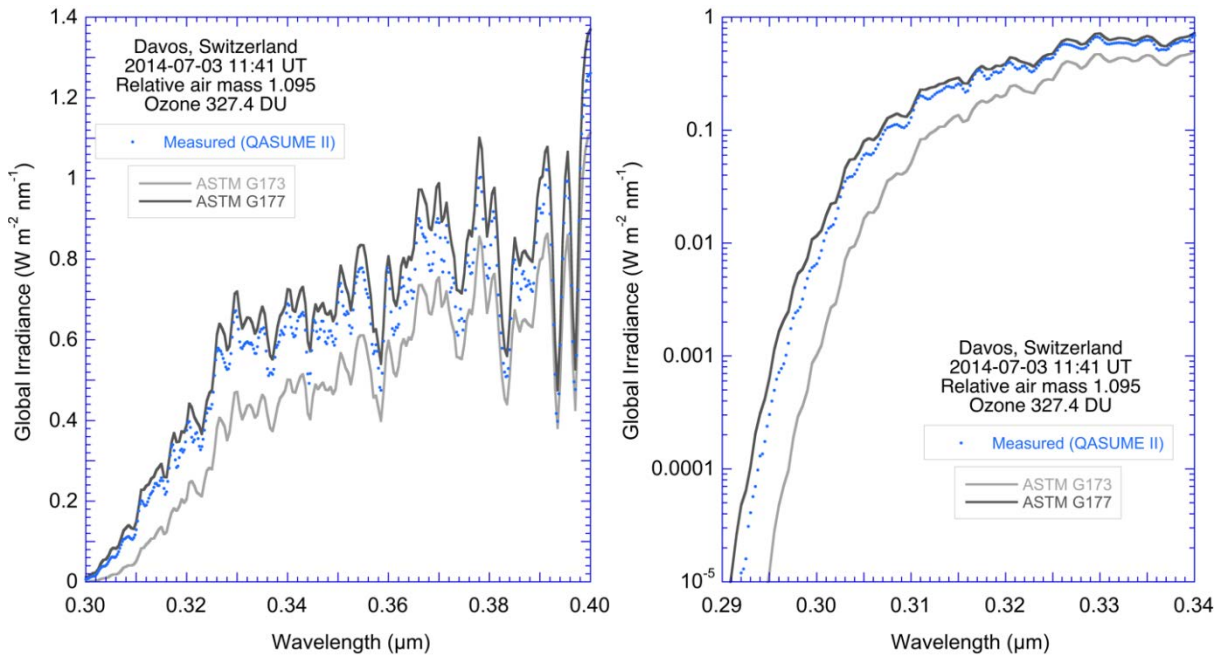 1.4
1.2
1
0.8
0.6
0.4
0.2
0
Global Irradiance (W m⁻² nm⁻¹)
Davos, Switzerland
2014-07-03 11:41 UT
Relative air mass 1.095
Ozone 327.4 DU
Measured (QASUME II)
ASTM G173
ASTM G177
0.30 0.32 0.34 0.36 0.38 0.40
Wavelength (µm)
1
0.1
0.01
0.001
0.0001
10⁻⁵
Global Irradiance (W m⁻² nm⁻¹)
Davos, Switzerland
2014-07-03 11:41 UT
Relative air mass 1.095
Ozone 327.4 DU
Measured (QASUME II)
ASTM G173
ASTM G177
0.29 0.30 0.31 0.32 0.33 0.34
Wavelength (µm)